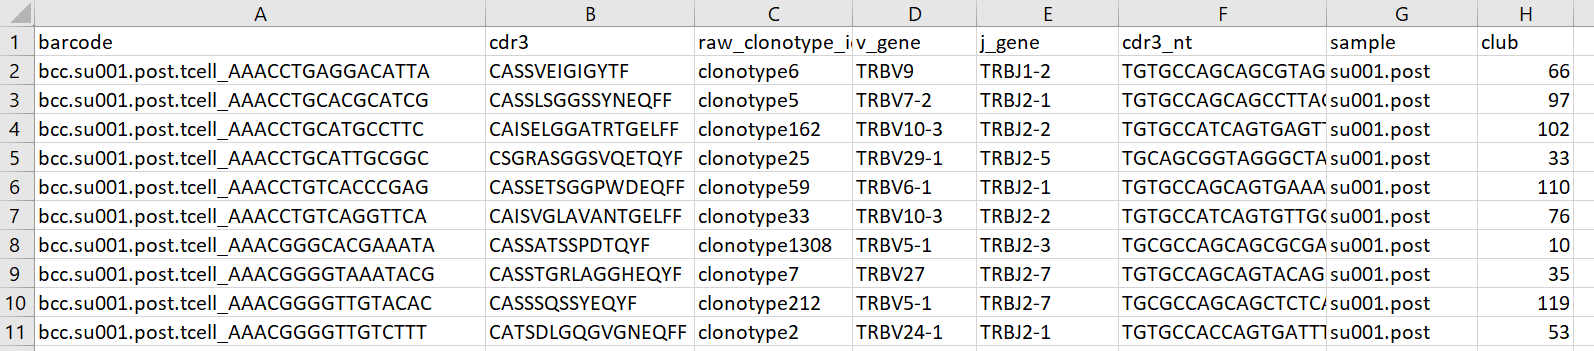 A B C D E F G H
1 barcode cdr3 raw_clonotype_i v_gene j_gene cdr3_nt sample club
2 bcc.su001.post.tcell_AAACCTGAGGACATTA CASSVEIGIGYTF clonotype6 TRBV9 TRBJ1-2 TGTGCCAGCAGCGTAG su001.post 66
3 bcc.su001.post.tcell_AAACCTGCACGCATCG CASSLSGGSSYNEQFF clonotype5 TRBV7-2 TRBJ2-1 TGTGCCAGCAGCCTTAG su001.post 97
4 bcc.su001.post.tcell_AAACCTGCATGCCTTC CAISELGGATRTGELFF clonotype162 TRBV10-3 TRBJ2-2 TGTGCCATCAGTGAGTT su001.post 102
5 bcc.su001.post.tcell_AAACCTGCATTGCGGC CSGRASGGSVQETQYF clonotype25 TRBV29-1 TRBJ2-5 TGCAGCGGTAGGGCTA su001.post 33
6 bcc.su001.post.tcell_AAACCTGTCACCCGAG CASSETSGGPWDEQFF clonotype59 TRBV6-1 TRBJ2-1 TGTGCCAGCAGTGAAA su001.post 110
7 bcc.su001.post.tcell_AAACCTGTCAGGTTCA CAISVGLAVANTGELFF clonotype33 TRBV10-3 TRBJ2-2 TGTGCCATCAGTGTTGG su001.post 76
8 bcc.su001.post.tcell_AAACGGGCACGAAATA CASSATSSPDTQYF clonotype1308 TRBV5-1 TRBJ2-3 TGCGCCAGCAGCGCGA su001.post 10
9 bcc.su001.post.tcell_AAACGGGGTAAATACG CASSTGRLAGGHEQYF clonotype7 TRBV27 TRBJ2-7 TGTGCCAGCAGTACAG su001.post 35
10 bcc.su001.post.tcell_AAACGGGGTTGTACAC CASSSQSSYEQYF clonotype212 TRBV5-1 TRBJ2-7 TGCGCCAGCAGCTCTCA su001.post 119
11 bcc.su001.post.tcell_AAACGGGGTTGTCTTT CATSDLGQGVGNEQFF clonotype2 TRBV24-1 TRBJ2-1 TGTGCCACCAGTGATTT su001.post 53